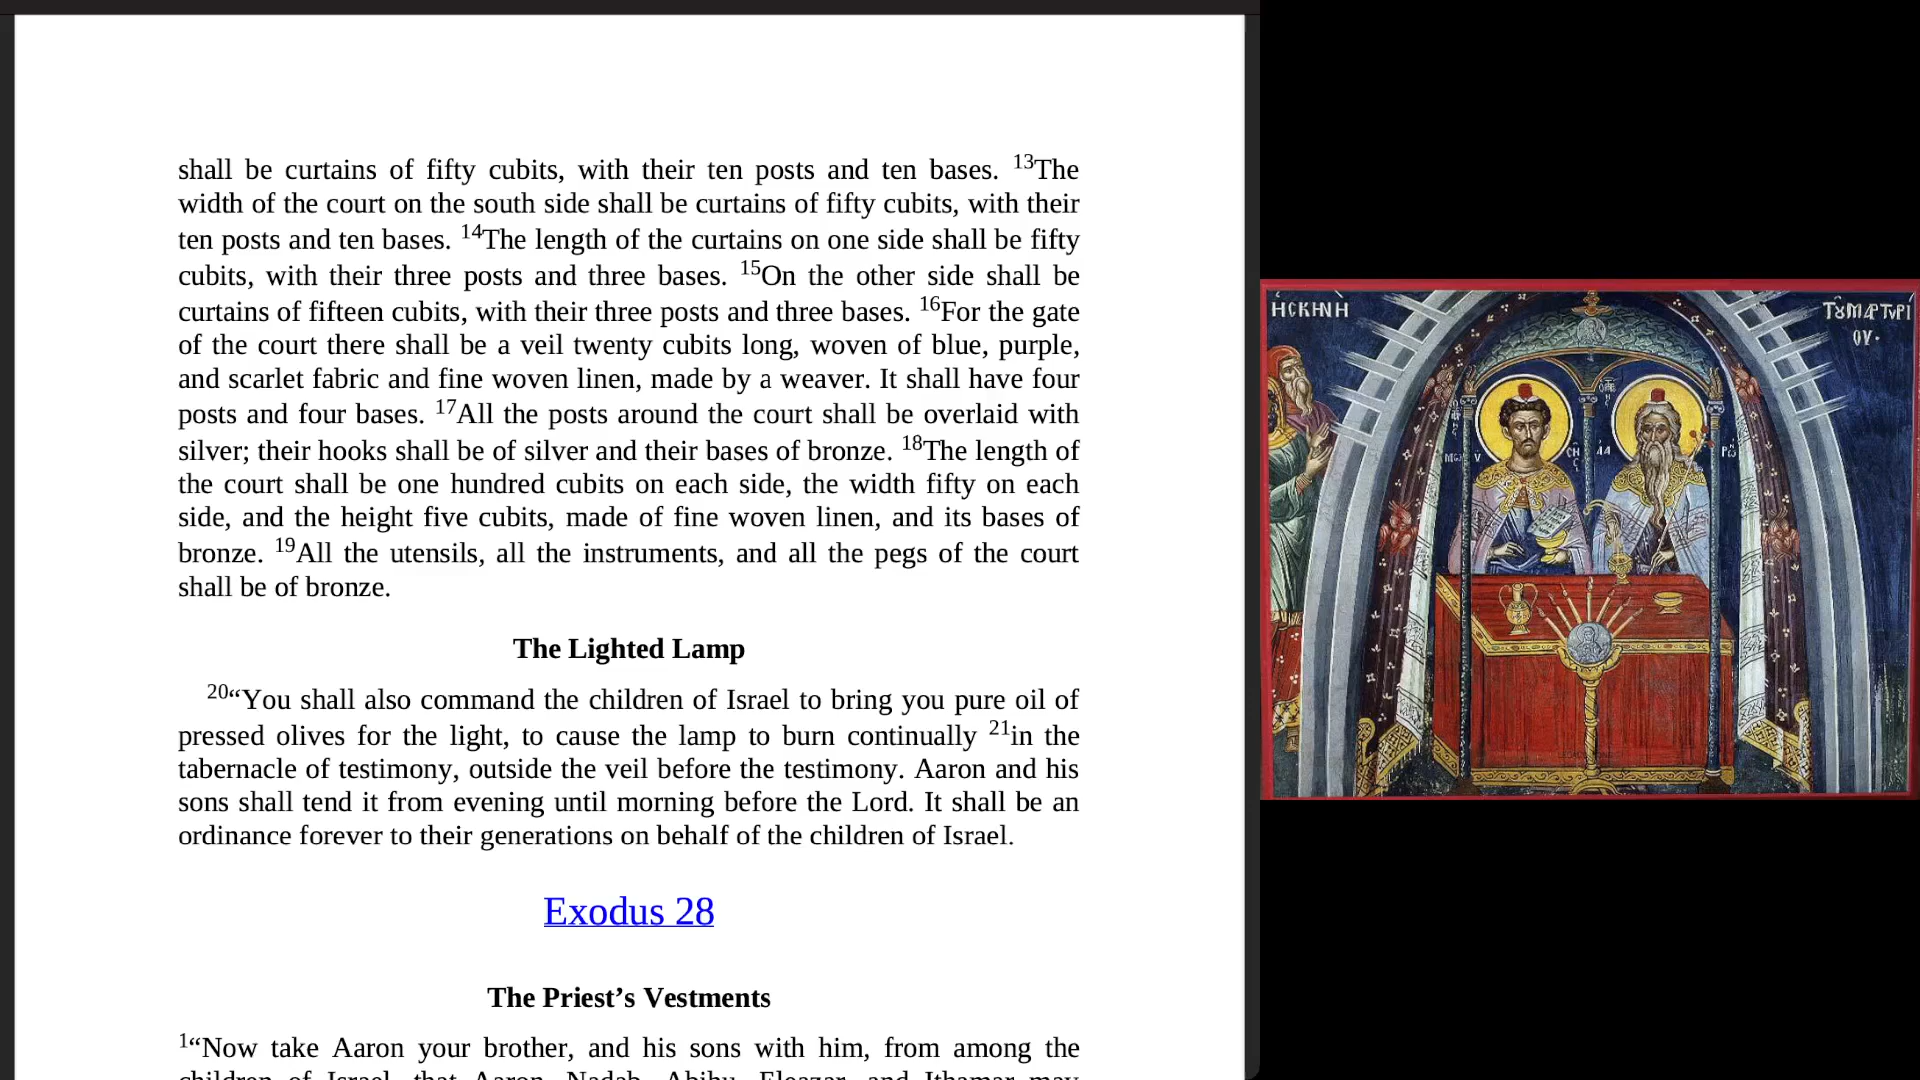 shall be curtains of fifty cubits, with their ten posts and ten bases. 13The
width of the court on the south side shall be curtains of fifty cubits, with their
ten posts and ten bases. 14The length of the curtains on one side shall be fifty
cubits, with their three posts and three bases. 15On the other side shall be
curtains of fifteen cubits, with their three posts and three bases. 16For the gate
of the court there shall be a veil twenty cubits long, woven of blue, purple,
and scarlet fabric and fine woven linen, made by a weaver. It shall have four
posts and four bases. 17All the posts around the court shall be overlaid with
silver; their hooks shall be of silver and their bases of bronze. 18The length of
the court shall be one hundred cubits on each side, the width fifty on each
side, and the height five cubits, made of fine woven linen, and its bases of
bronze. 19All the utensils, all the instruments, and all the pegs of the court
shall be of bronze.
The Lighted Lamp
20“You shall also command the children of Israel to bring you pure oil of
pressed olives for the light, to cause the lamp to burn continually 21in the
tabernacle of testimony, outside the veil before the testimony. Aaron and his
sons shall tend it from evening until morning before the Lord. It shall be an
ordinance forever to their generations on behalf of the children of Israel.
Exodus 28
The Priest’s Vestments
1“Now take Aaron your brother, and his sons with him, from among the
children of Israel, that Aaron, Nadab, Abihu, Eleazar, and Ithamar may
ἩCΚΗΝῊ
ΤȣΜΑΡΤΥΡΙ
ΟΥ·